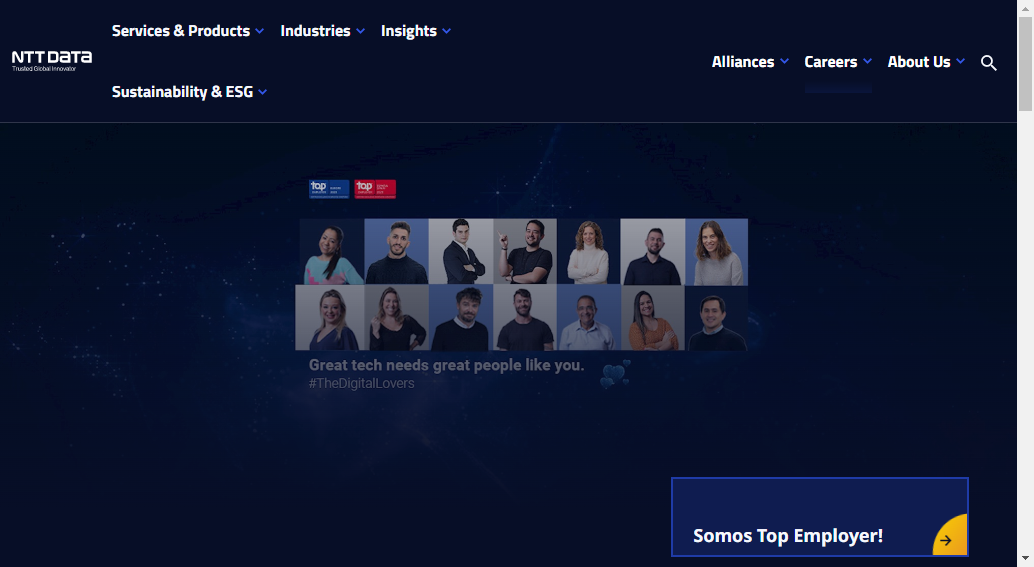 NTT DATA
Trusted Global Innovator
Services & Products
Industries
Insights
Sustainability & ESG
Alliances
Careers
About Us
top
top
Great tech needs great people like you.
#TheDigitalLovers
Somos Top Employer!